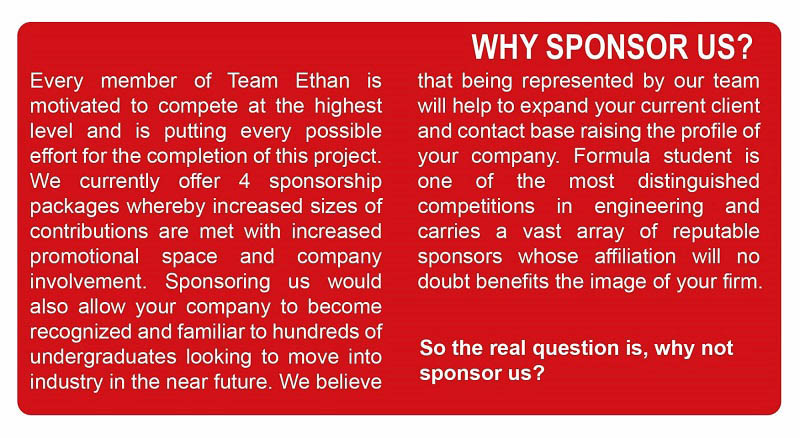 WHY SPONSOR US?
Every member of Team Ethan is
motivated to compete at the highest
level and is putting every possible
effort for the completion of this project.
We currently offer 4 sponsorship
packages whereby increased sizes of
contributions are met with increased
promotional space and company
involvement. Sponsoring us would
also allow your company to become
recognized and familiar to hundreds of
undergraduates looking to move into
industry in the near future. We believe
that being represented by our team
will help to expand your current client
and contact base raising the profile of
your company. Formula student is
one of the most distinguished
competitions in engineering and
carries a vast array of reputable
sponsors whose affiliation will no
doubt benefits the image of your firm.
So the real question is, why not
sponsor us?